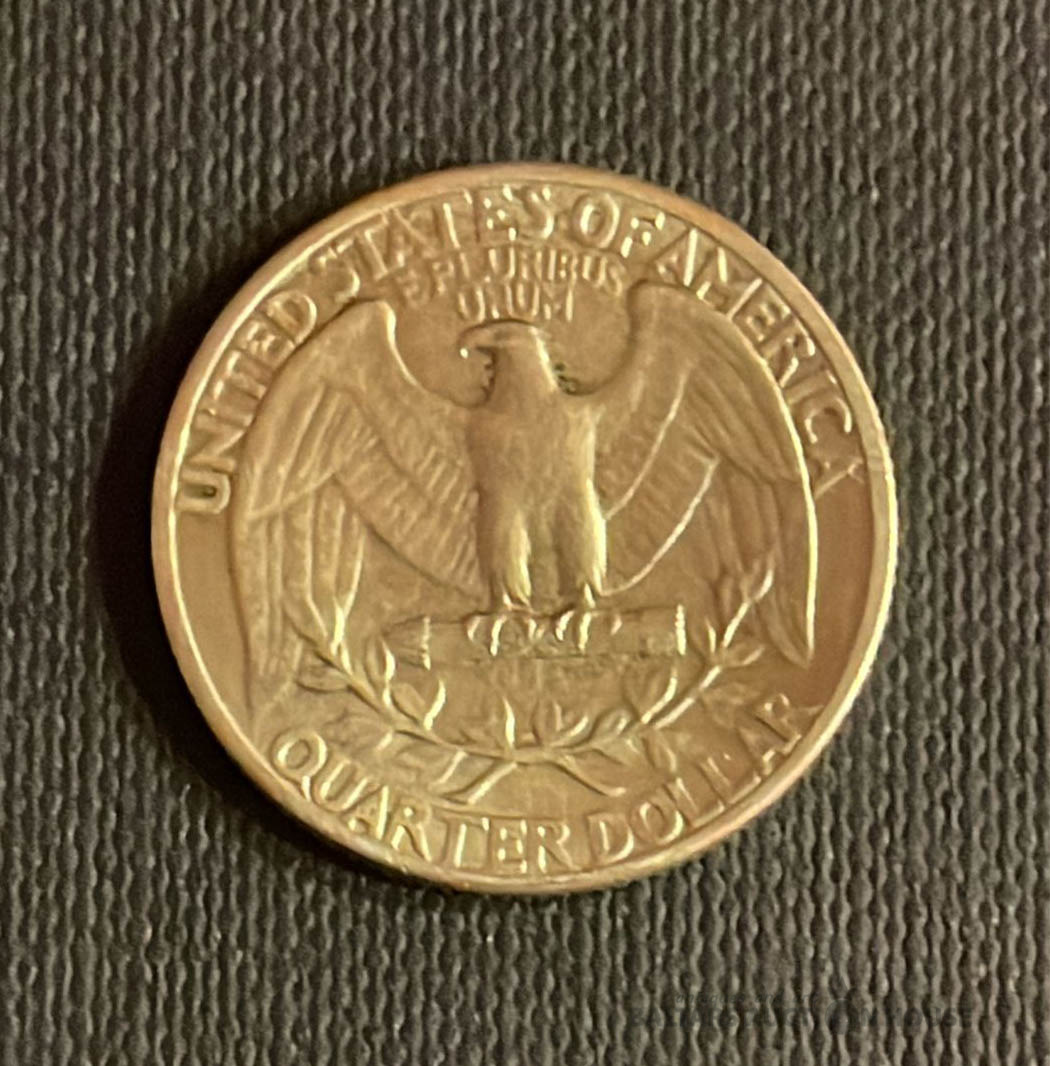 UNITED STATES OF AMERICA
E PLURIBUS
UNUM
QUARTER DOLLAR